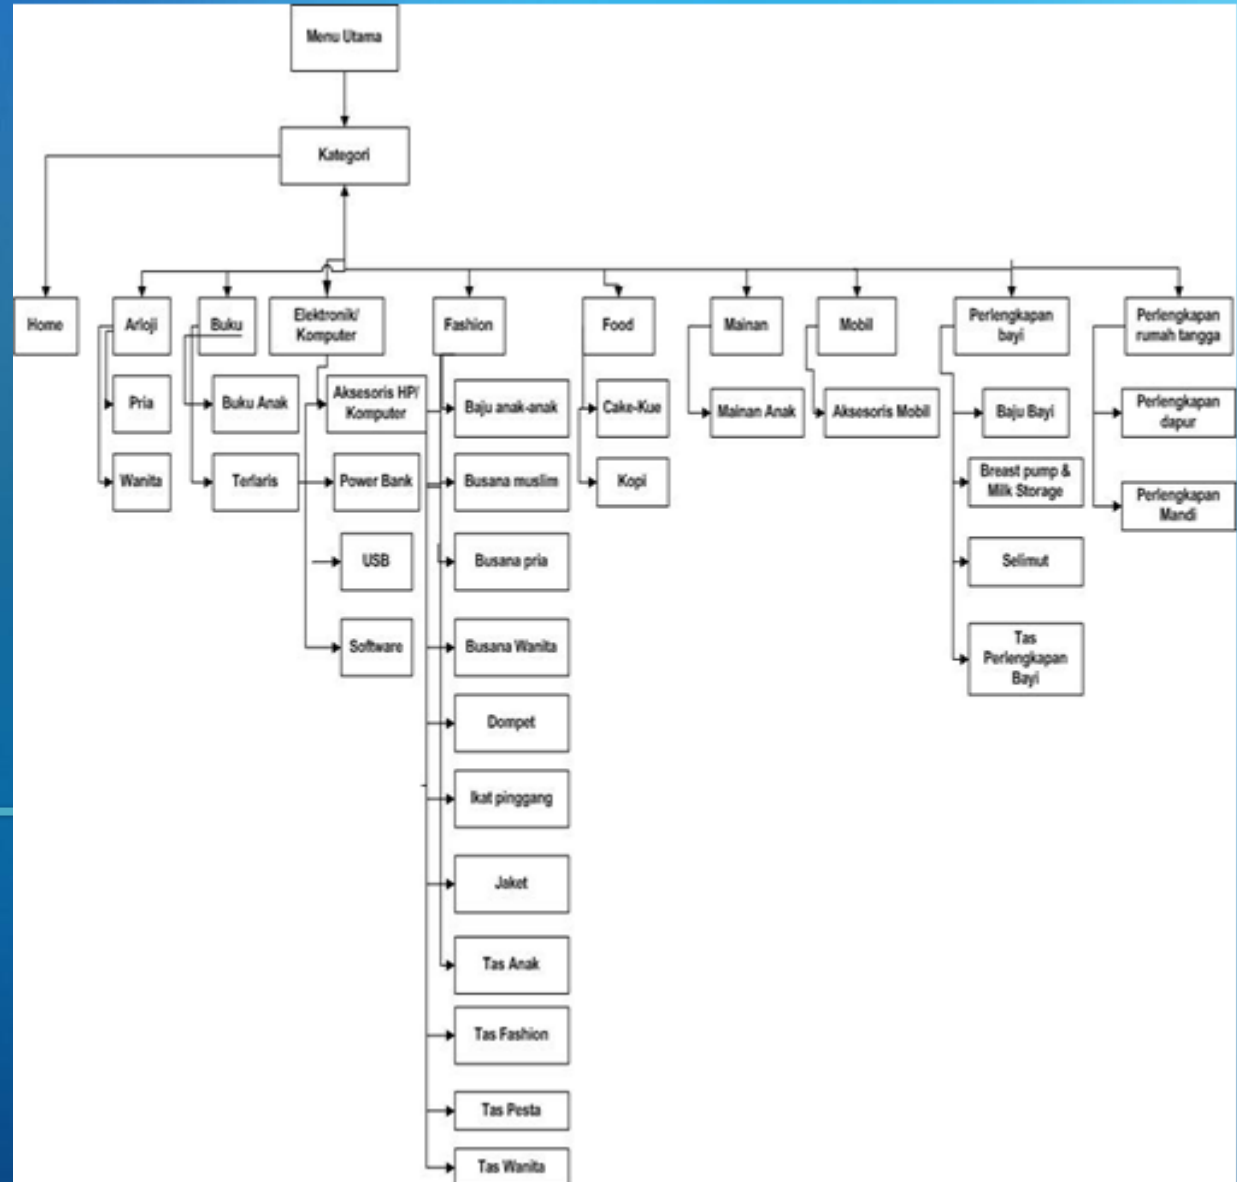 Menu Utama
Kategori
Home
Arloji
Buku
Elektronik/
Komputer
Fashion
Food
Mainan
Mobil
Perlengkapan
bayi
Perlengkapan
rumah tangga
Pria
Buku Anak
Aksesoris HP/
Komputer
Baju anak-anak
Cake-Kue
Mainan Anak
Aksesoris Mobil
Baju Bayi
Perlengkapan
dapur
Wanita
Terlaris
Power Bank
Busana muslim
Kopi
Breast pump &
Milk Storage
Perlengkapan
Mandi
USB
Busana pria
Selimut
Software
Busana Wanita
Tas
Perlengkapan
Bayi
Dompet
Ikat pinggang
Jaket
Tas Anak
Tas Fashion
Tas Pesta
Tas Wanita